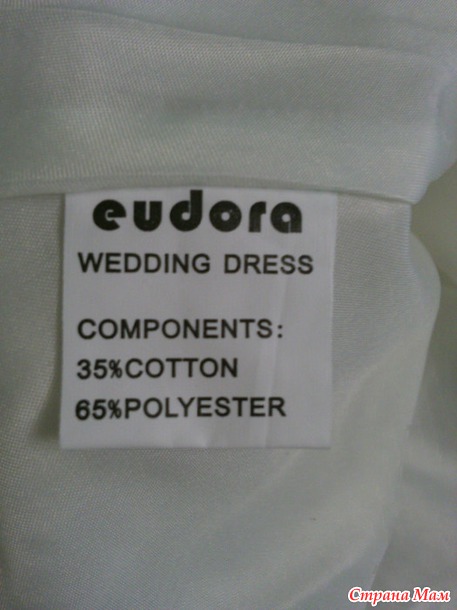 eudora
WEDDING DRESS
COMPONENTS:
35%COTTON
65%POLYESTER
Страна Мам